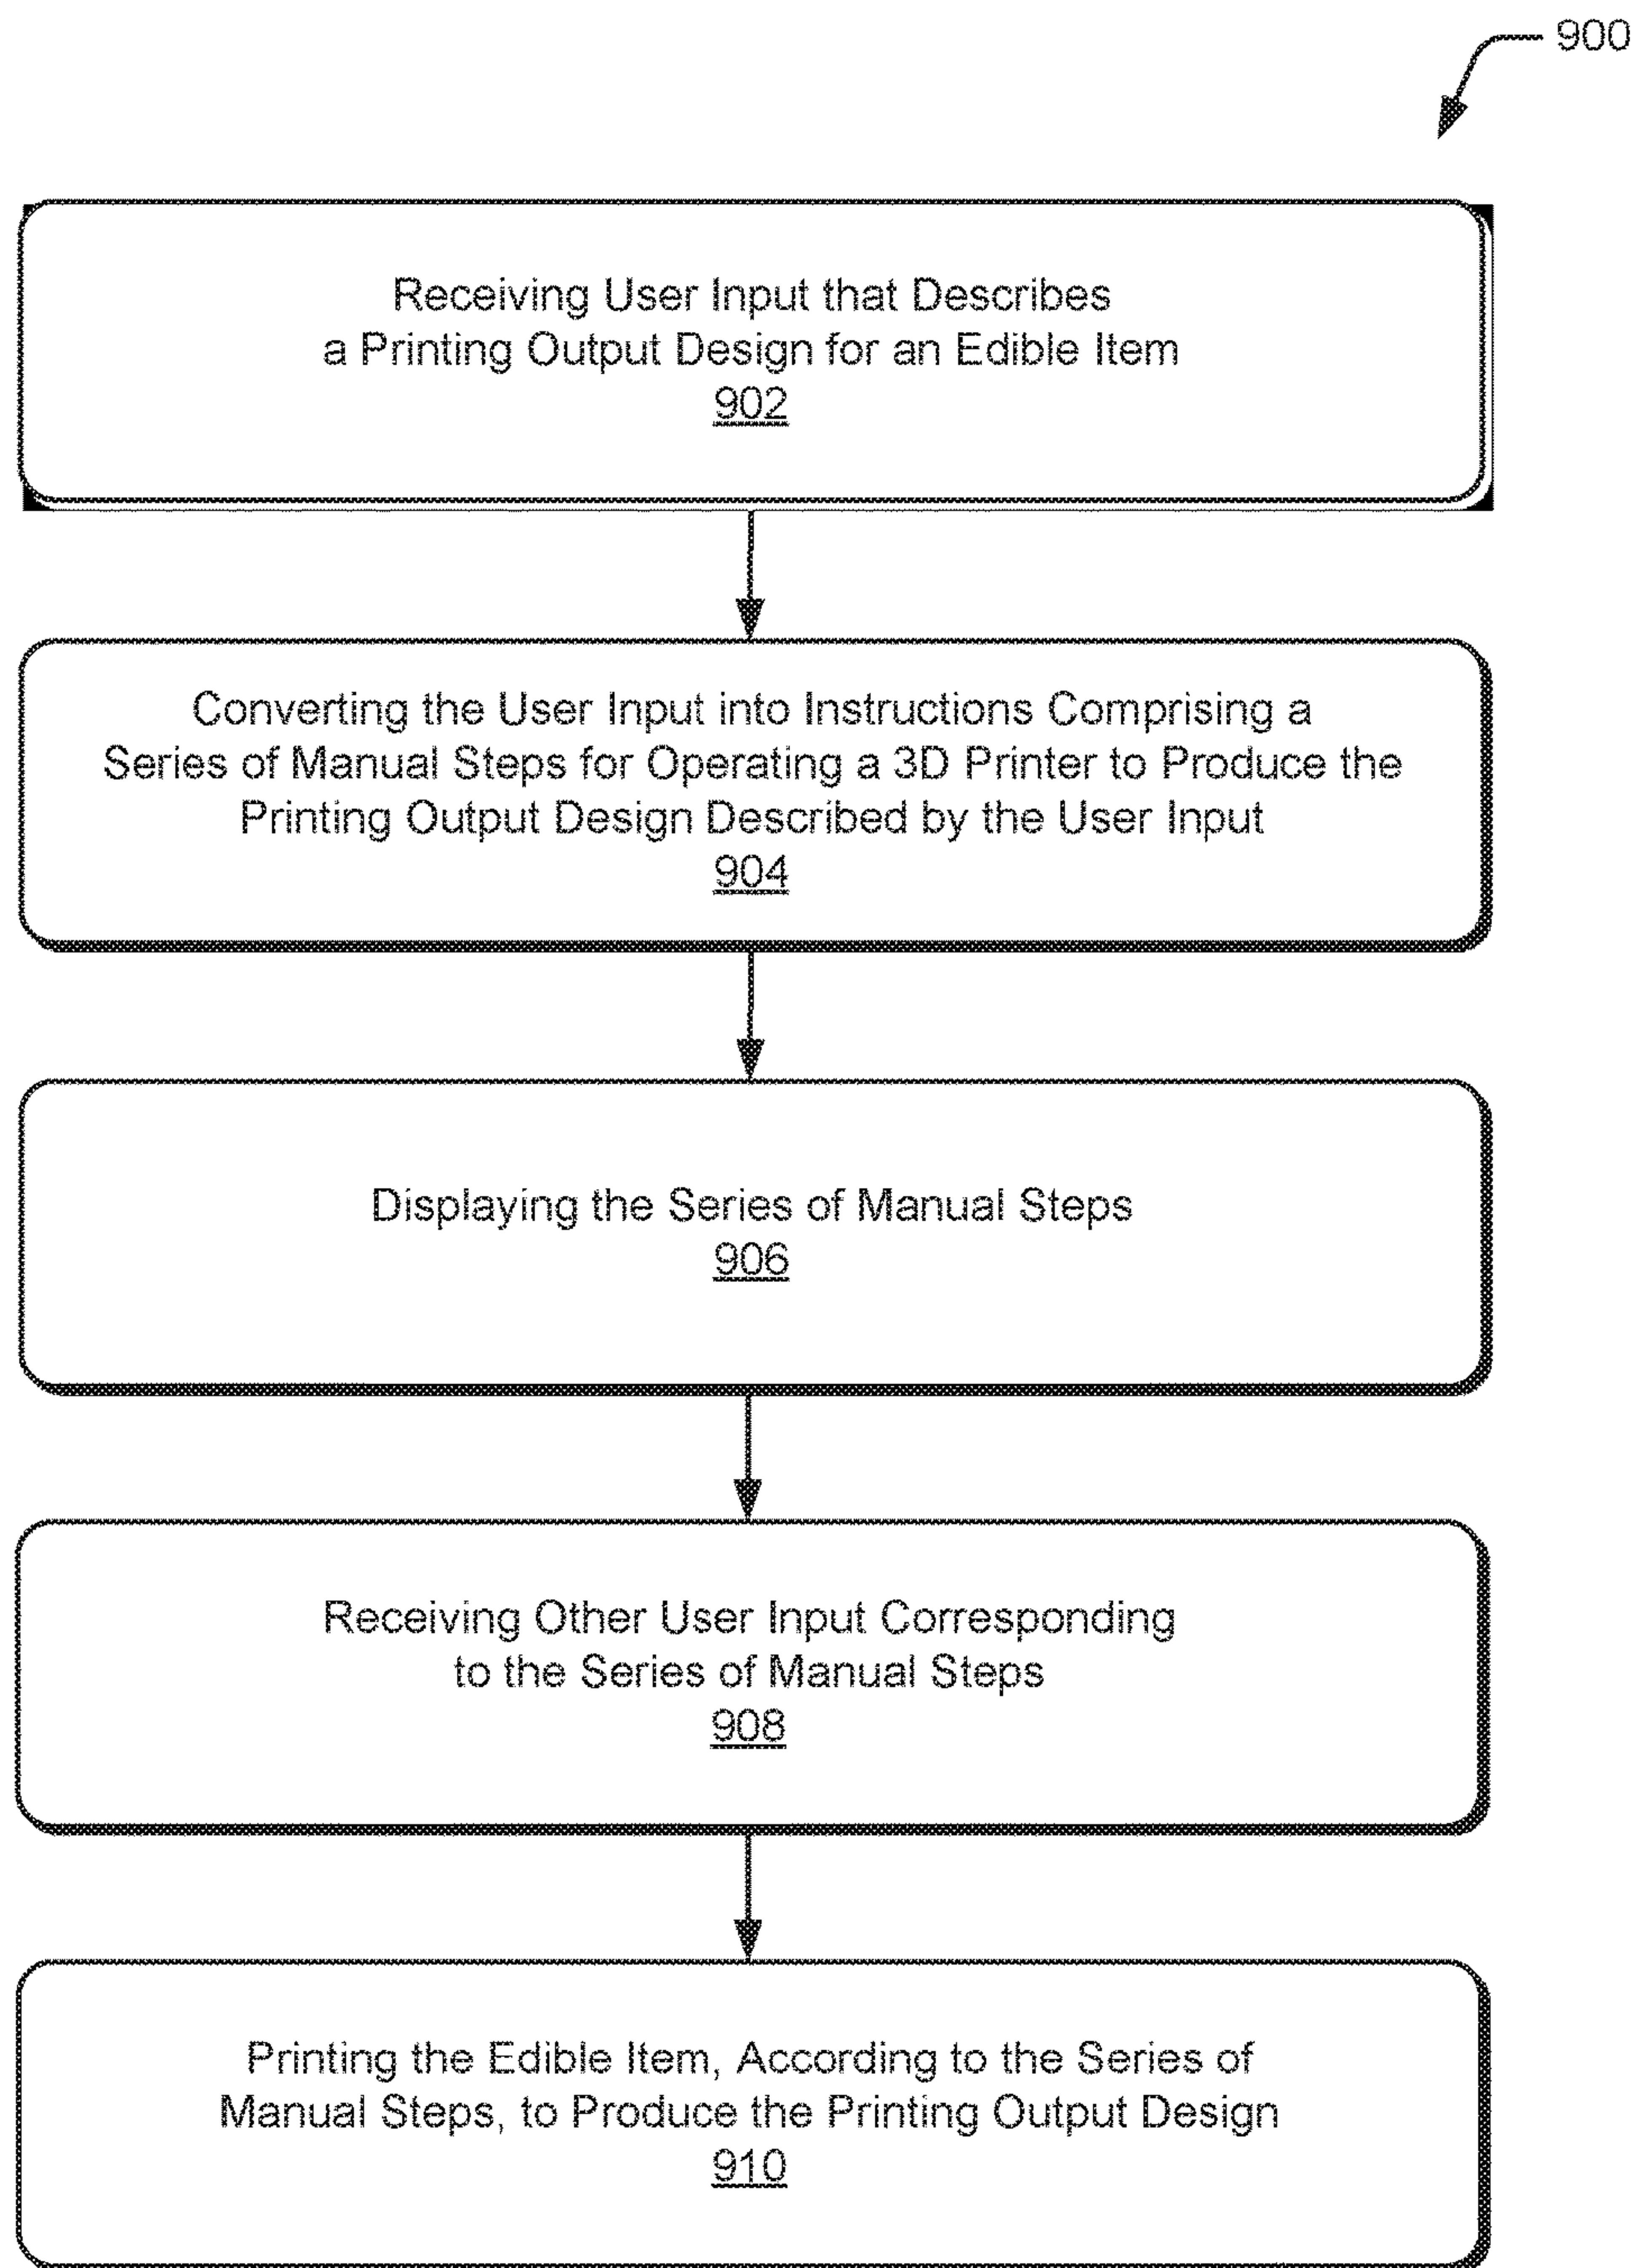 900
Receiving User Input that Describes
a Printing Output Design for an Edible Item
902
Converting the User Input into Instructions Comprising a
Series of Manual Steps for Operating a 3D Printer to Produce the
Printing Output Design Described by the User Input
904
Displaying the Series of Manual Steps
906
Receiving Other User Input Corresponding
to the Series of Manual Steps
908
Printing the Edible Item, According to the Series of
Manual Steps, to Produce the Printing Output Design
910